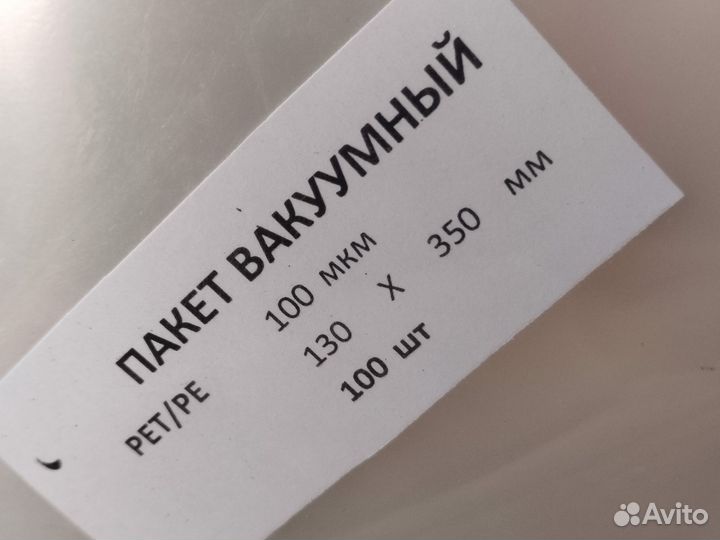 ПАКЕТ ВАКУУМНЫЙ
PET/PE 100 мкм
130 X 350 мм
100 шт
Avito